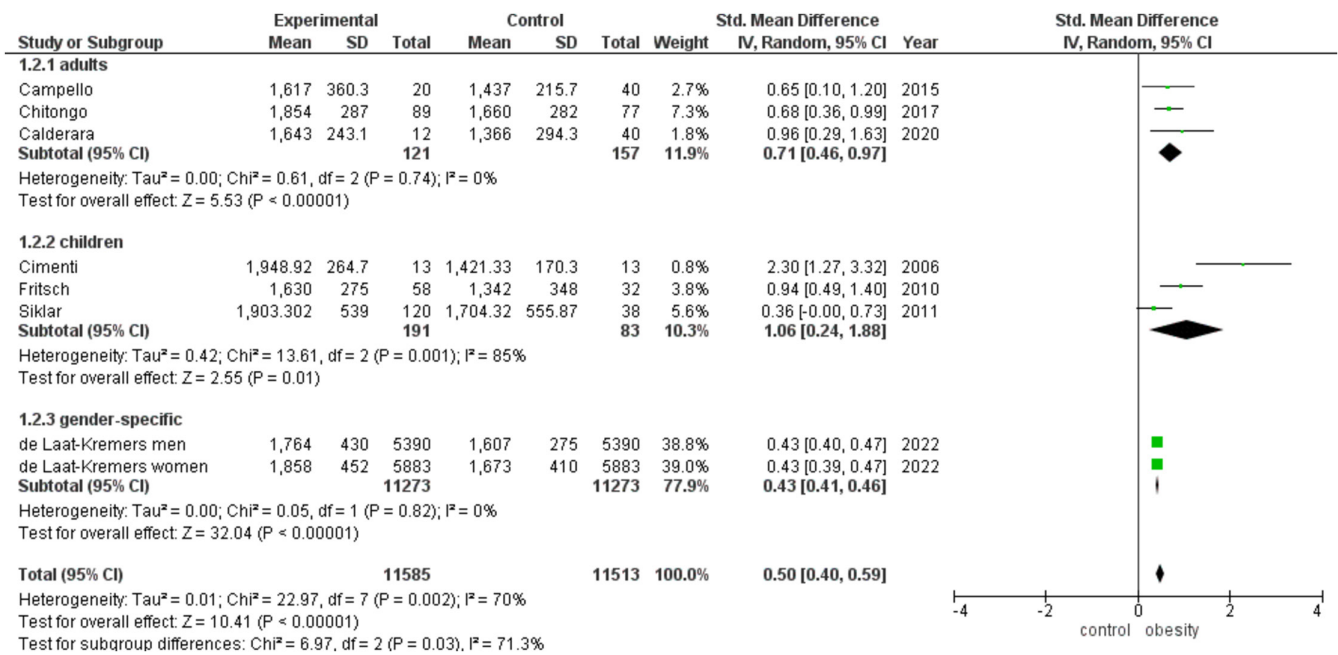 Experimental Control Std. Mean Difference Std. Mean Difference
Study or Subgroup Mean SD Total Mean SD Total Weight IV, Random, 95% CI Year IV, Random, 95% CI
1.2.1 adults
Campello 1,617 360.3 20 1,437 215.7 40 2.7% 0.65 [0.10, 1.20] 2015
Chitongo 1,854 287 89 1,660 282 77 7.3% 0.68 [0.36, 0.99] 2017
Calderara 1,643 243.1 12 1,366 294.3 40 1.8% 0.96 [0.29, 1.63] 2020
Subtotal (95% CI) 121 157 11.9% 0.71 [0.46, 0.97]
Heterogeneity: Tau² = 0.00; Chi² = 0.61, df = 2 (P = 0.74); I² = 0%
Test for overall effect: Z = 5.53 (P < 0.00001)
1.2.2 children
Cimenti 1,948.92 264.7 13 1,421.33 170.3 13 0.8% 2.30 [1.27, 3.32] 2006
Fritsch 1,630 275 58 1,342 348 32 3.8% 0.94 [0.49, 1.40] 2010
Siklar 1,903.302 539 120 1,704.32 555.87 38 5.6% 0.36 [-0.00, 0.73] 2011
Subtotal (95% CI) 191 83 10.3% 1.06 [0.24, 1.88]
Heterogeneity: Tau² = 0.42; Chi² = 13.61, df = 2 (P = 0.001); I² = 85%
Test for overall effect: Z = 2.55 (P = 0.01)
1.2.3 gender-specific
de Laat-Kremers men 1,764 430 5390 1,607 275 5390 38.8% 0.43 [0.40, 0.47] 2022
de Laat-Kremers women 1,858 452 5883 1,673 410 5883 39.0% 0.43 [0.39, 0.47] 2022
Subtotal (95% CI) 11273 11273 77.9% 0.43 [0.41, 0.46]
Heterogeneity: Tau² = 0.00; Chi² = 0.05, df = 1 (P = 0.82); I² = 0%
Test for overall effect: Z = 32.04 (P < 0.00001)
Total (95% CI) 11585 11513 100.0% 0.50 [0.40, 0.59]
Heterogeneity: Tau² = 0.01; Chi² = 22.97, df = 7 (P = 0.002); I² = 70%
Test for overall effect: Z = 10.41 (P < 0.00001)
Test for subgroup differences: Chi² = 6.97, df = 2 (P = 0.03), I² = 71.3%
-4 -2 0 2 4
control obesity